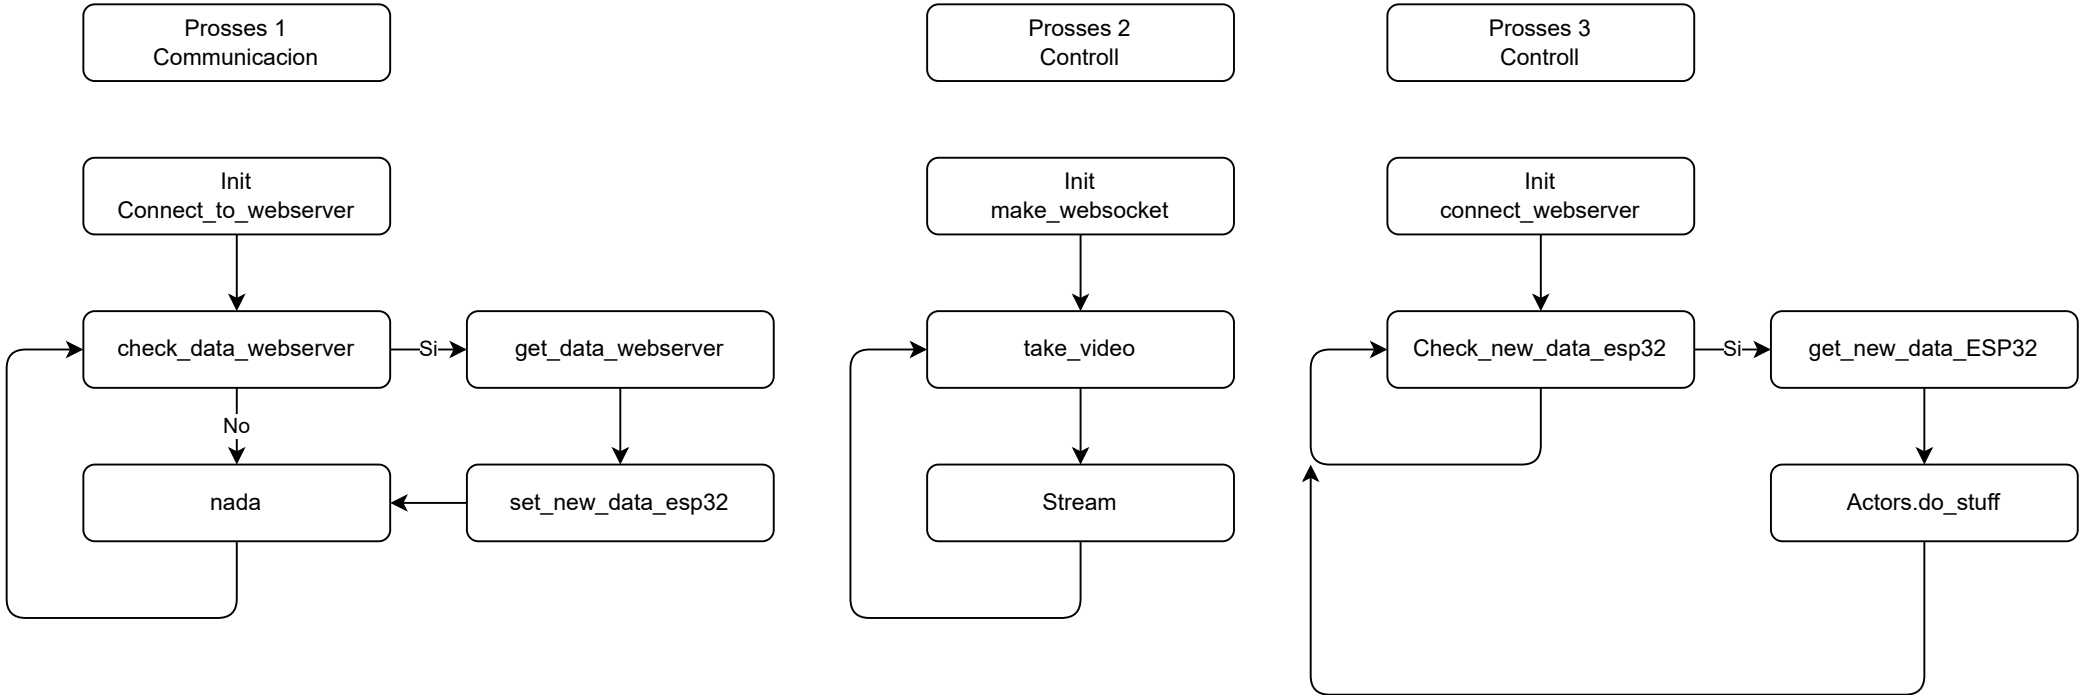 Prosses 1
Communicacion
Init
Connect_to_webserver
check_data_webserver
Si
get_data_webserver
No
nada
set_new_data_esp32
Prosses 2
Controll
Init
make_websocket
take_video
Stream
Prosses 3
Controll
Init
connect_webserver
Check_new_data_esp32
Si
get_new_data_ESP32
Actors.do_stuff